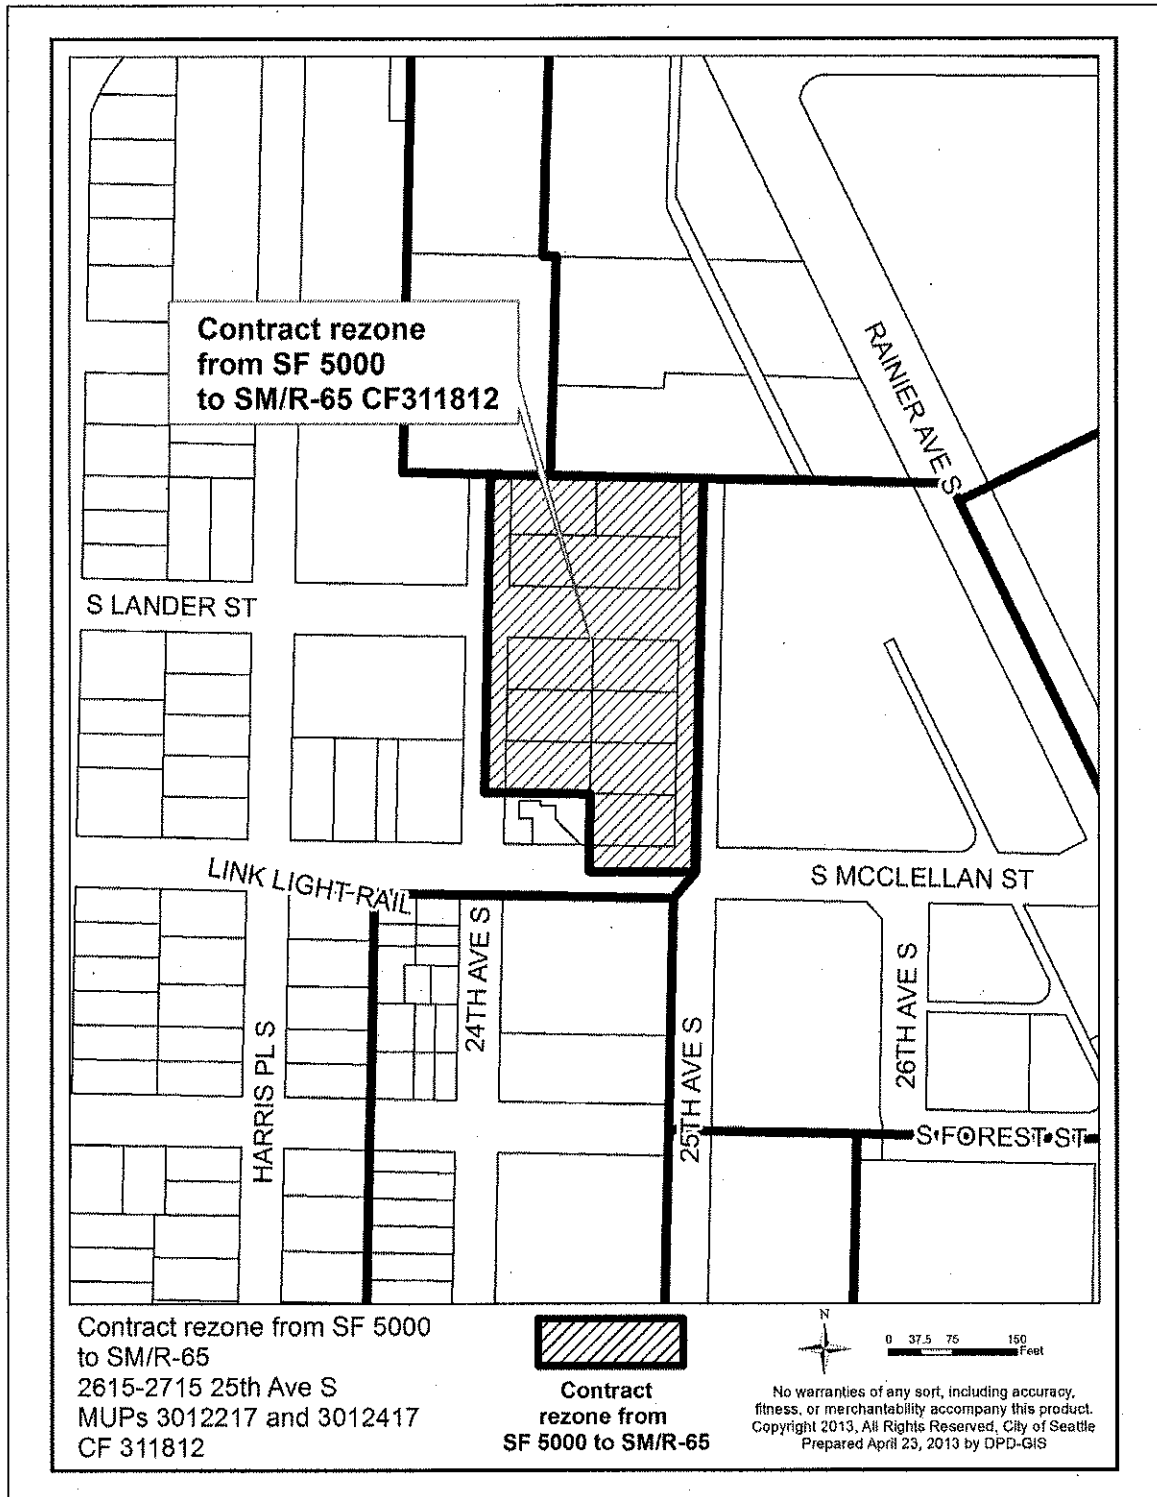 Contract rezone
from SF 5000
to SM/R-65 CF311812
RAINIER AVE S
S LANDER ST
LINK LIGHT RAIL
S MCCLELLAN ST
24TH AVE S
25TH AVE S
26TH AVE S
HARRIS PL S
S FOREST ST
Contract rezone from SF 5000
to SM/R-65
2615-2715 25th Ave S
MUPs 3012217 and 3012417
CF 311812
Contract
rezone from
SF 5000 to SM/R-65
N
0 37.5 75 150
Feet
No warranties of any sort, including accuracy,
fitness, or merchantability accompany this product.
Copyright 2013, All Rights Reserved, City of Seattle
Prepared April 23, 2013 by DPD-GIS